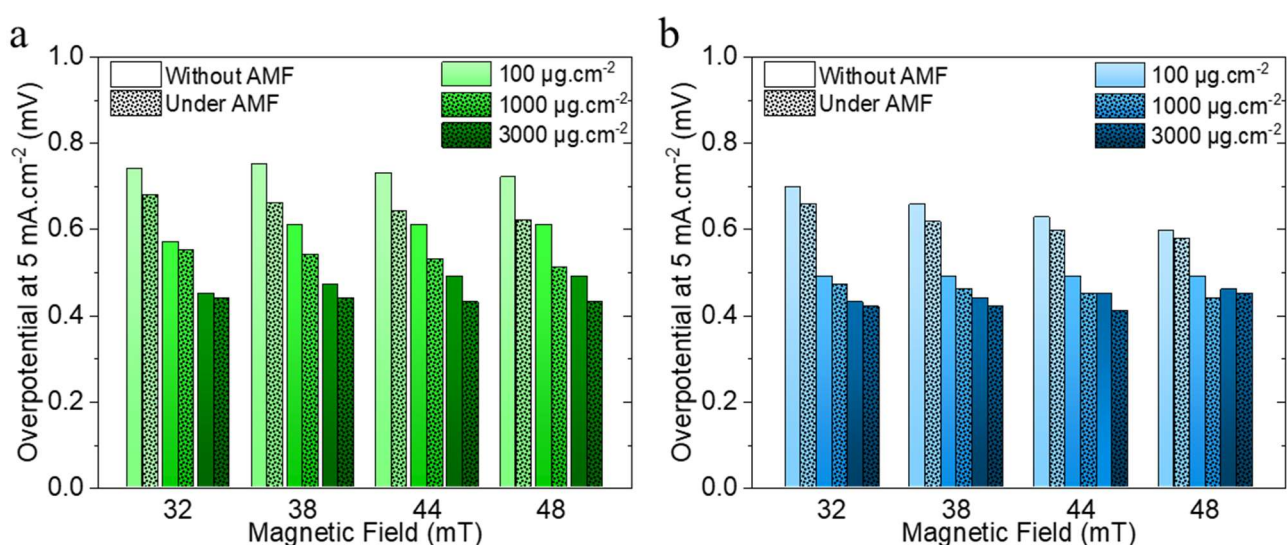 a
Overpotential at 5 mA.cm⁻² (mV)
1.0
0.8
0.6
0.4
0.2
0.0
Without AMF
Under AMF
100 µg.cm⁻²
1000 µg.cm⁻²
3000 µg.cm⁻²
32 38 44 48
Magnetic Field (mT)
b
Overpotential at 5 mA.cm⁻² (mV)
1.0
0.8
0.6
0.4
0.2
0.0
Without AMF
Under AMF
100 µg.cm⁻²
1000 µg.cm⁻²
3000 µg.cm⁻²
32 38 44 48
Magnetic Field (mT)